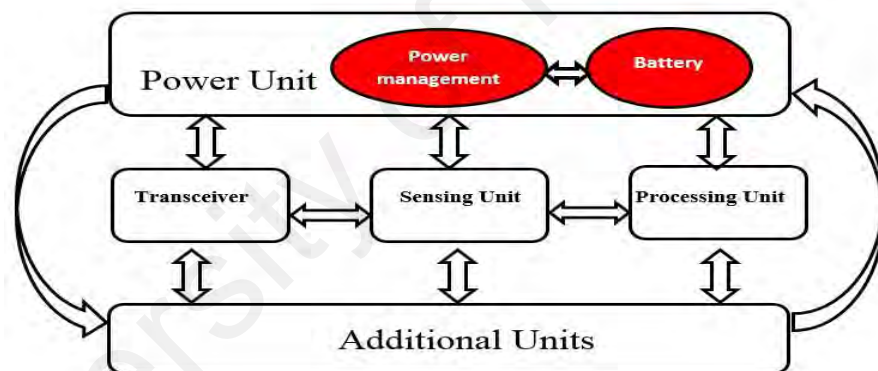 Power
management
Battery
Power Unit
Transceiver
Sensing Unit
Processing Unit
Additional Units